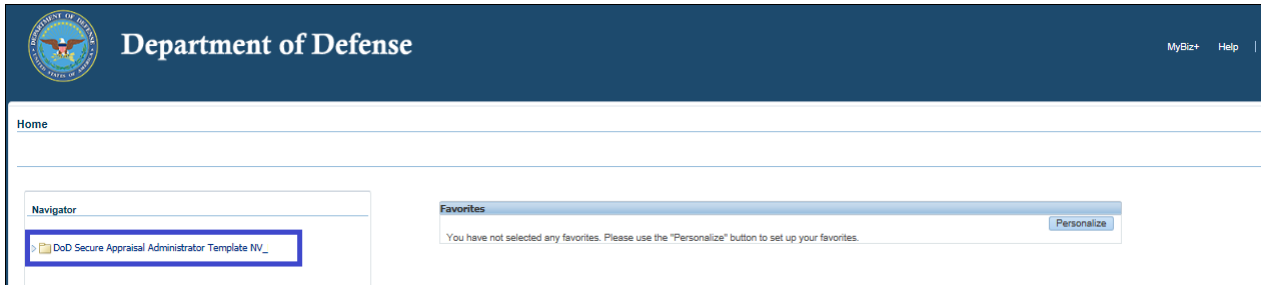 Department of Defense
MyBiz+ Help |
Home
Navigator
DoD Secure Appraisal Administrator Template NV_
Favorites
Personalize
You have not selected any favorites. Please use the "Personalize" button to set up your favorites.